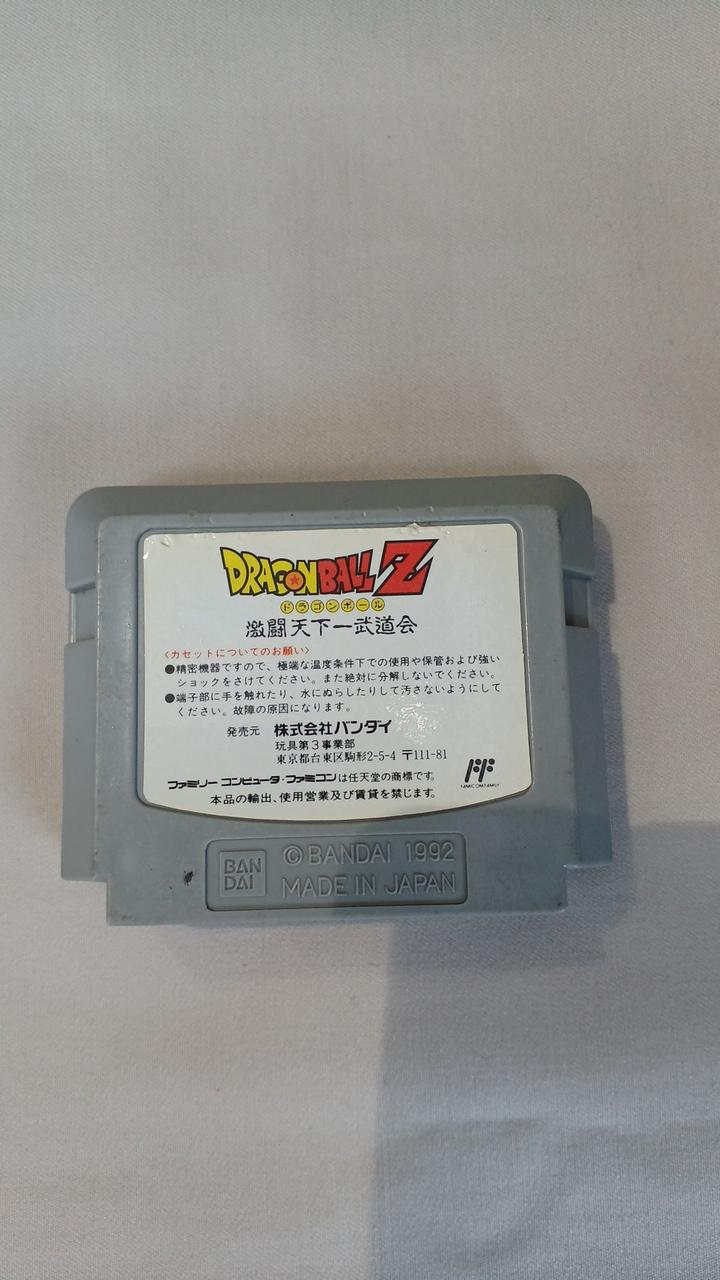 DRAGON BALL Z
ドラゴンボール
激闘天下一武道会
〈カセットについてのお願い〉
●精密機器ですので、極端な温度条件下での使用や保管および強い
ショックをさけてください。また絶対に分解しないでください。
●端子部に手を触れたり、水にぬらしたりして汚さないようにして
ください。故障の原因になります。
発売元 株式会社バンダイ
玩具第3事業部
東京都台東区駒形2-5-4 〒111-81
ファミリーコンピュータ・ファミコンは任天堂の商標です。
FAMICOM FAMILY
本品の輸出、使用営業及び賃貸を禁じます。
BAN
DAI
©BANDAI 1992
MADE IN JAPAN